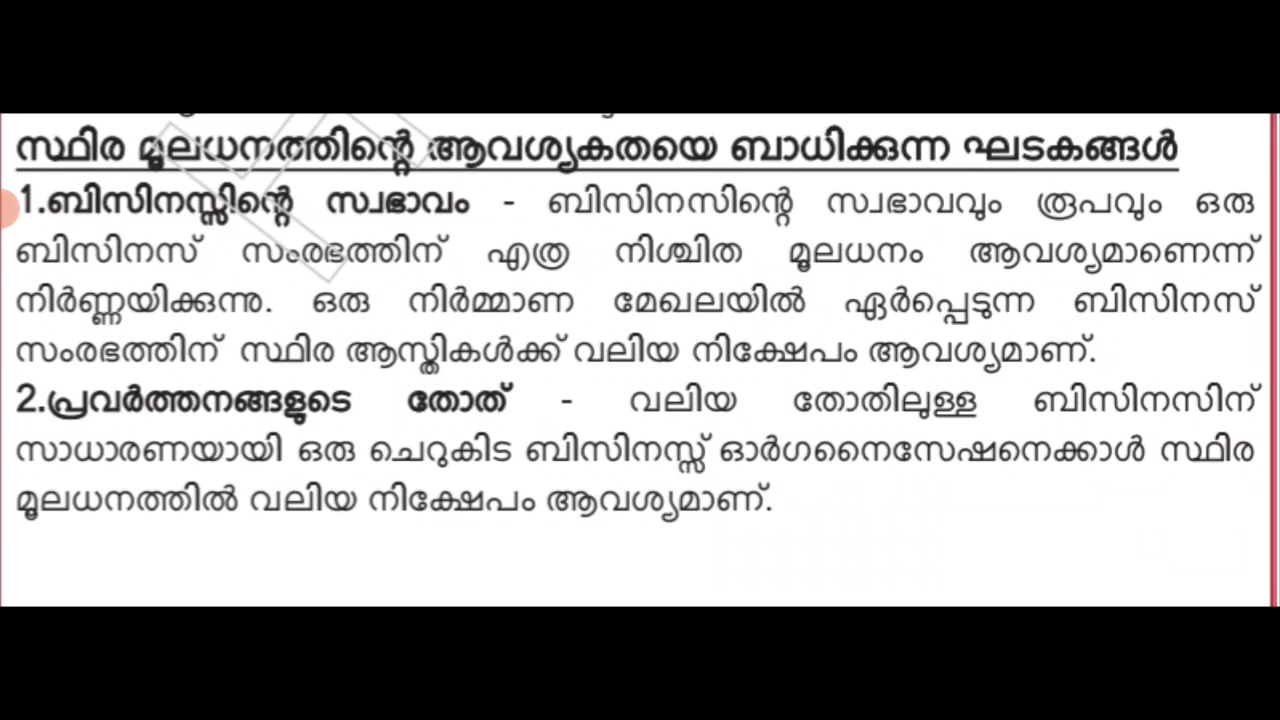 സ്ഥിര മൂലധനത്തിന്റെ ആവശ്യകതയെ ബാധിക്കുന്ന ഘടകങ്ങൾ
1.ബിസിനസ്സിന്റെ സ്വഭാവം - ബിസിനസിന്റെ സ്വഭാവവും രൂപവും ഒരു
ബിസിനസ് സംരഭത്തിന് എത്ര നിശ്ചിത മൂലധനം ആവശ്യമാണെന്ന്
നിർണ്ണയിക്കുന്നു. ഒരു നിർമ്മാണ മേഖലയിൽ ഏർപ്പെടുന്ന ബിസിനസ്
സംരഭത്തിന് സ്ഥിര ആസ്തികൾക്ക് വലിയ നിക്ഷേപം ആവശ്യമാണ്.
2.പ്രവർത്തനങ്ങളുടെ തോത് - വലിയ തോതിലുള്ള ബിസിനസിന്
സാധാരണയായി ഒരു ചെറുകിട ബിസിനസ്സ് ഓർഗനൈസേഷനെക്കാൾ സ്ഥിര
മൂലധനത്തിൽ വലിയ നിക്ഷേപം ആവശ്യമാണ്.